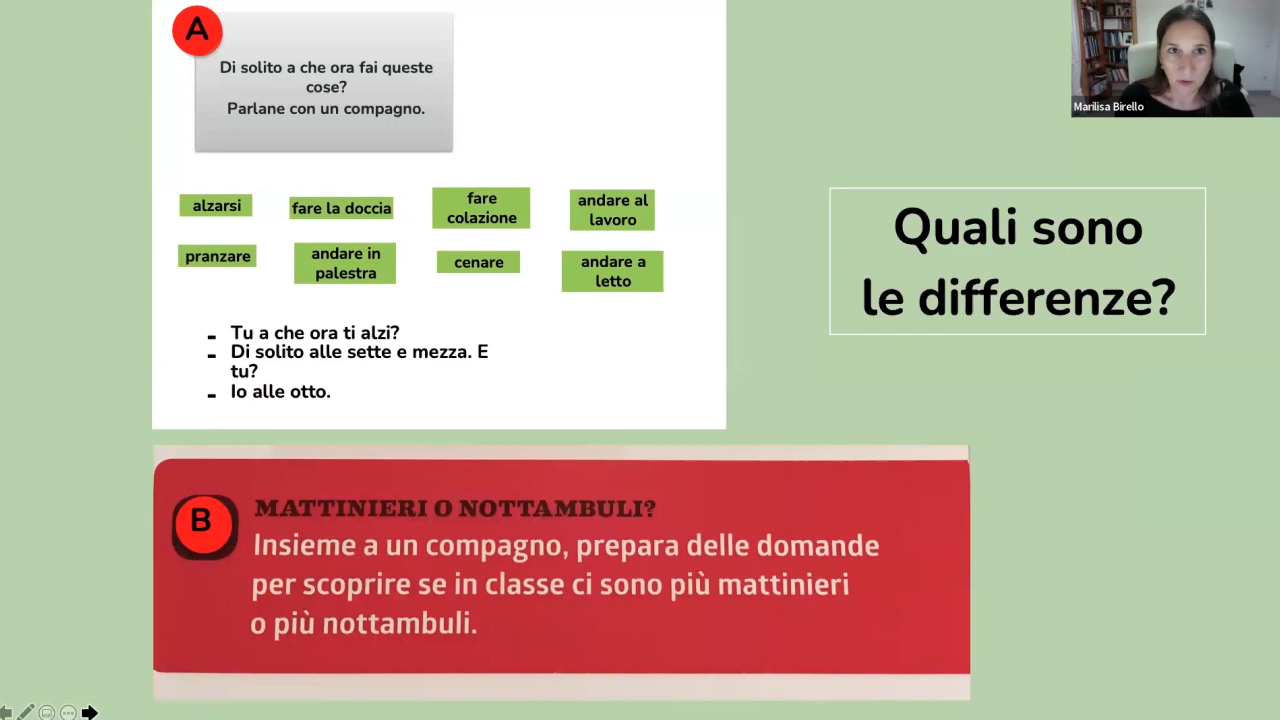 A
Di solito a che ora fai queste
cose?
Parlane con un compagno.
alzarsi
fare la doccia
fare
colazione
andare al
lavoro
pranzare
andare in
palestra
cenare
andare a
letto
- Tu a che ora ti alzi?
- Di solito alle sette e mezza. E
tu?
- Io alle otto.
Marilisa Birello
Quali sono
le differenze?
B
MATTINIERI O NOTTAMBULI?
Insieme a un compagno, prepara delle domande
per scoprire se in classe ci sono più mattinieri
o più nottambuli.